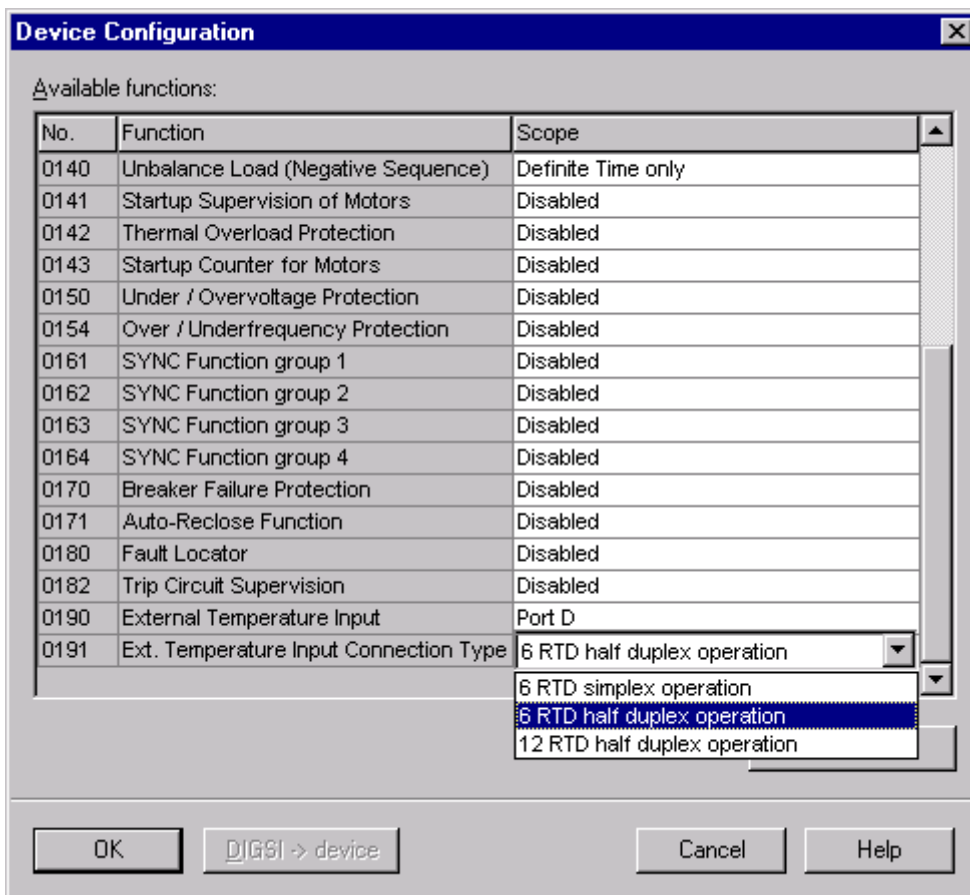 Device Configuration
Available functions:
No. Function Scope
0140 Unbalance Load (Negative Sequence) Definite Time only
0141 Startup Supervision of Motors Disabled
0142 Thermal Overload Protection Disabled
0143 Startup Counter for Motors Disabled
0150 Under / Overvoltage Protection Disabled
0154 Over / Underfrequency Protection Disabled
0161 SYNC Function group 1 Disabled
0162 SYNC Function group 2 Disabled
0163 SYNC Function group 3 Disabled
0164 SYNC Function group 4 Disabled
0170 Breaker Failure Protection Disabled
0171 Auto-Reclose Function Disabled
0180 Fault Locator Disabled
0182 Trip Circuit Supervision Disabled
0190 External Temperature Input Port D
0191 Ext. Temperature Input Connection Type 6 RTD half duplex operation
6 RTD simplex operation
6 RTD half duplex operation
12 RTD half duplex operation
OK DIGSI -> device Cancel Help